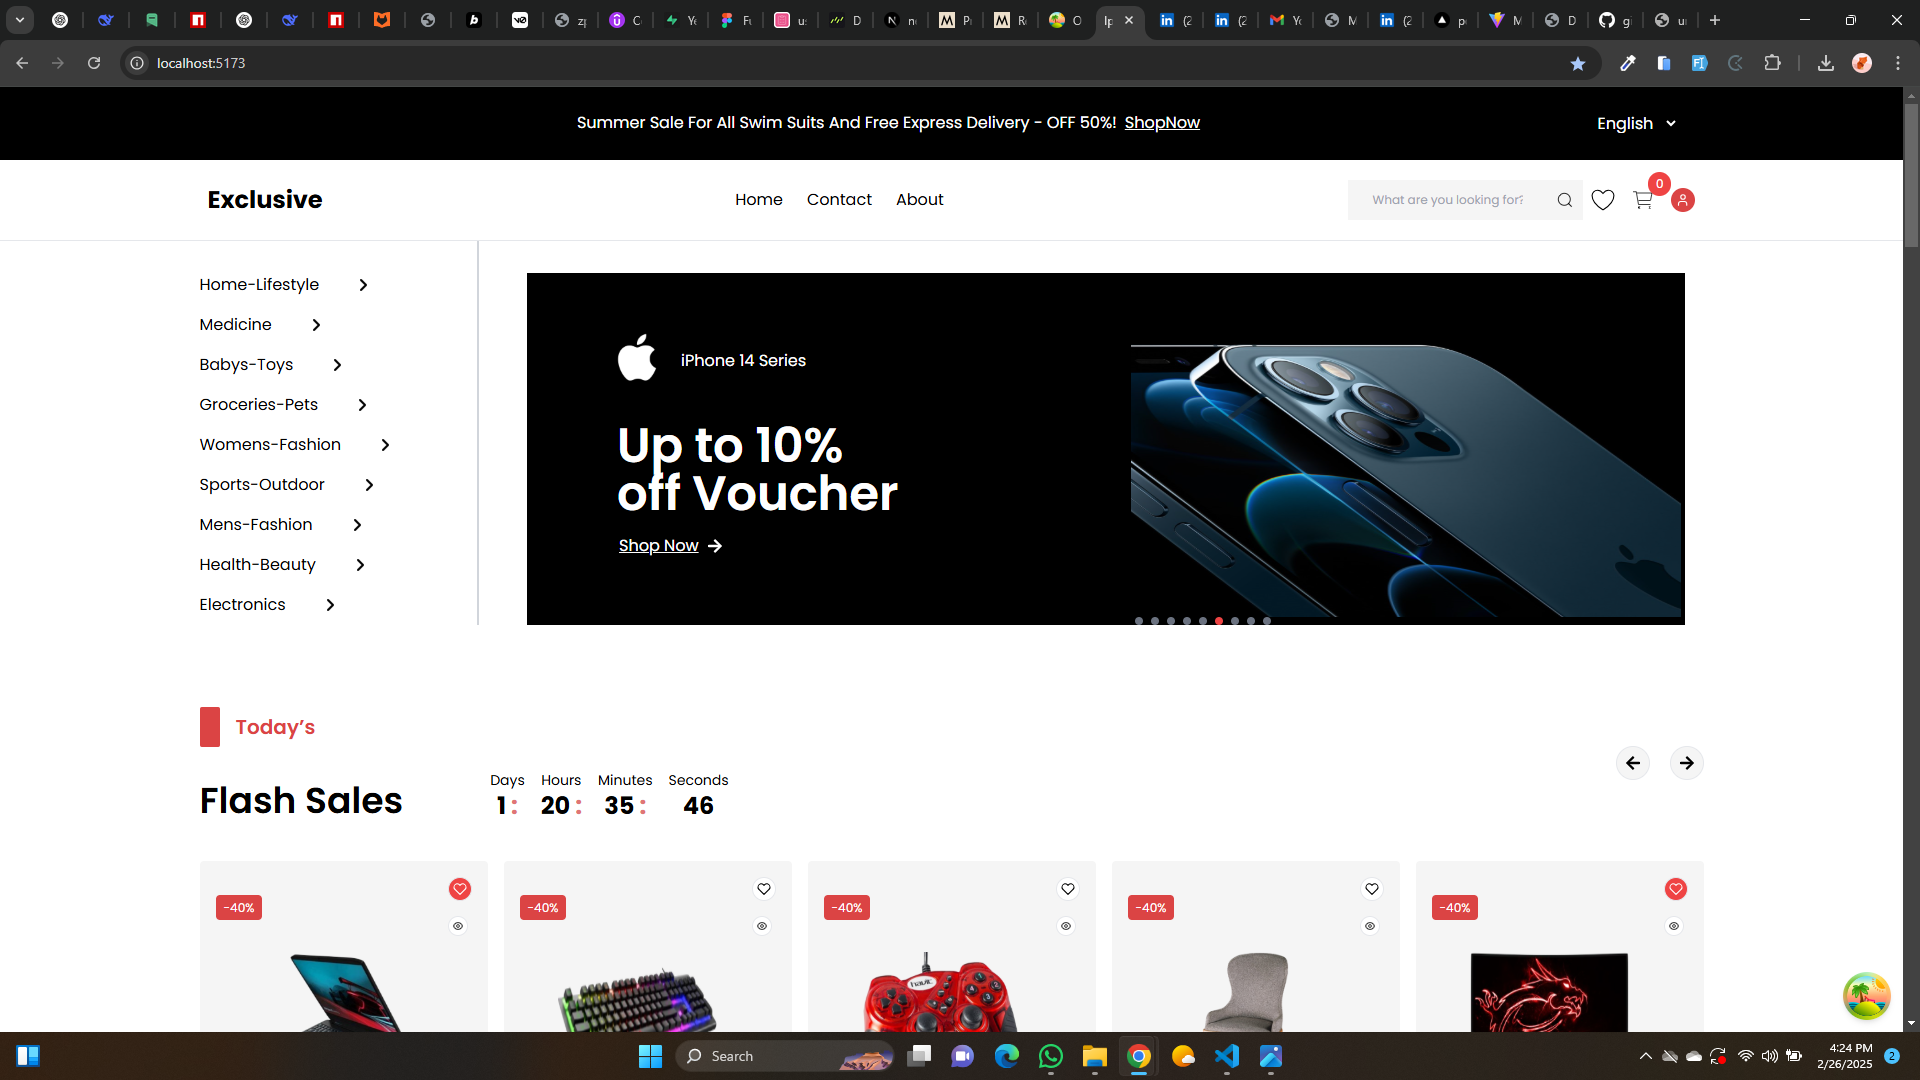 localhost:5173
Summer Sale For All Swim Suits And Free Express Delivery - OFF 50%! ShopNow
English
Exclusive
Home Contact About
What are you looking for?
0
Home-Lifestyle
Medicine
Babys-Toys
Groceries-Pets
Womens-Fashion
Sports-Outdoor
Mens-Fashion
Health-Beauty
Electronics
iPhone 14 Series
Up to 10%
off Voucher
Shop Now
Today’s
Flash Sales
Days Hours Minutes Seconds
1 : 20 : 35 : 46
-40% -40% -40% -40% -40%
havit
Search
4:24 PM
2/26/2025
2